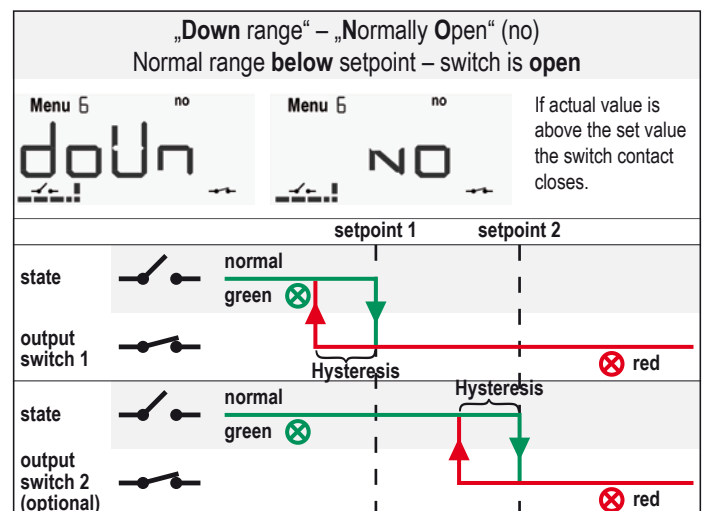 „Down range“ – „Normally Open“ (no)
Normal range below setpoint – switch is open
Menu 6 no
doUn
Menu 6 no
NO
If actual value is
above the set value
the switch contact
closes.
setpoint 1 setpoint 2
state
normal
green
output
switch 1
Hysteresis
red
state
normal
green
Hysteresis
output
switch 2
(optional)
red